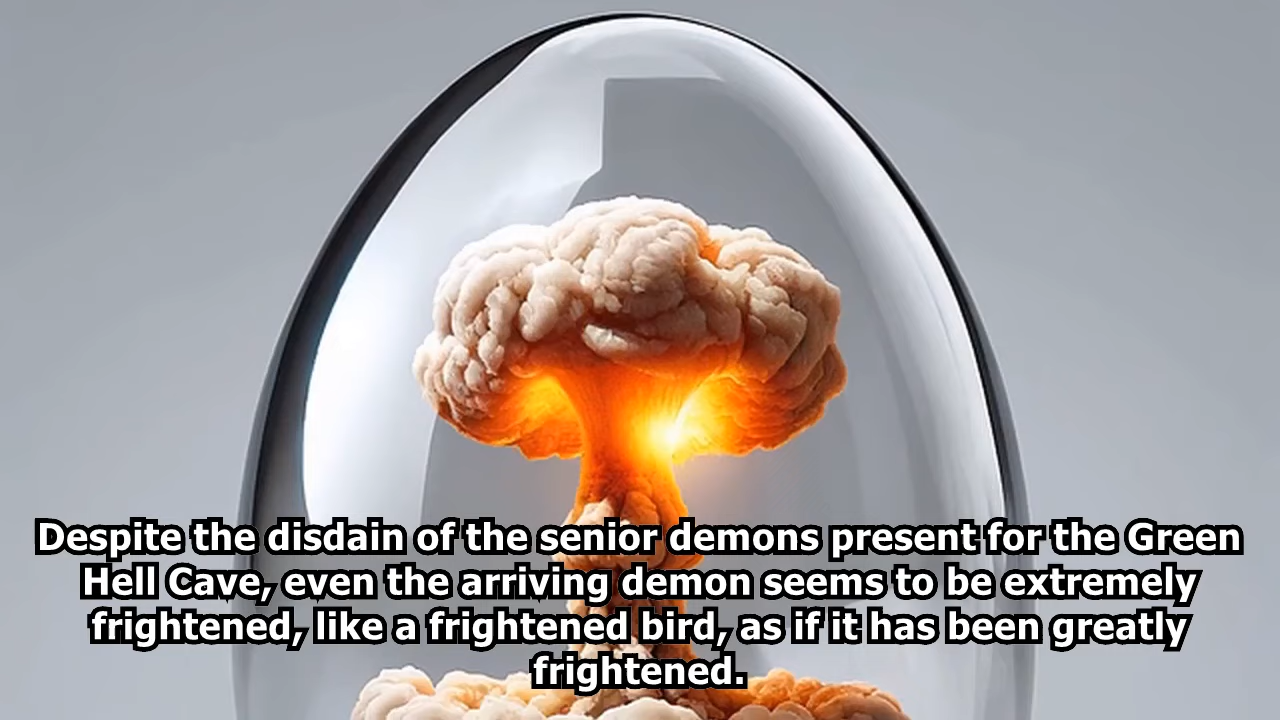 Despite the disdain of the senior demons present for the Green
Hell Cave, even the arriving demon seems to be extremely
frightened, like a frightened bird, as if it has been greatly
frightened.